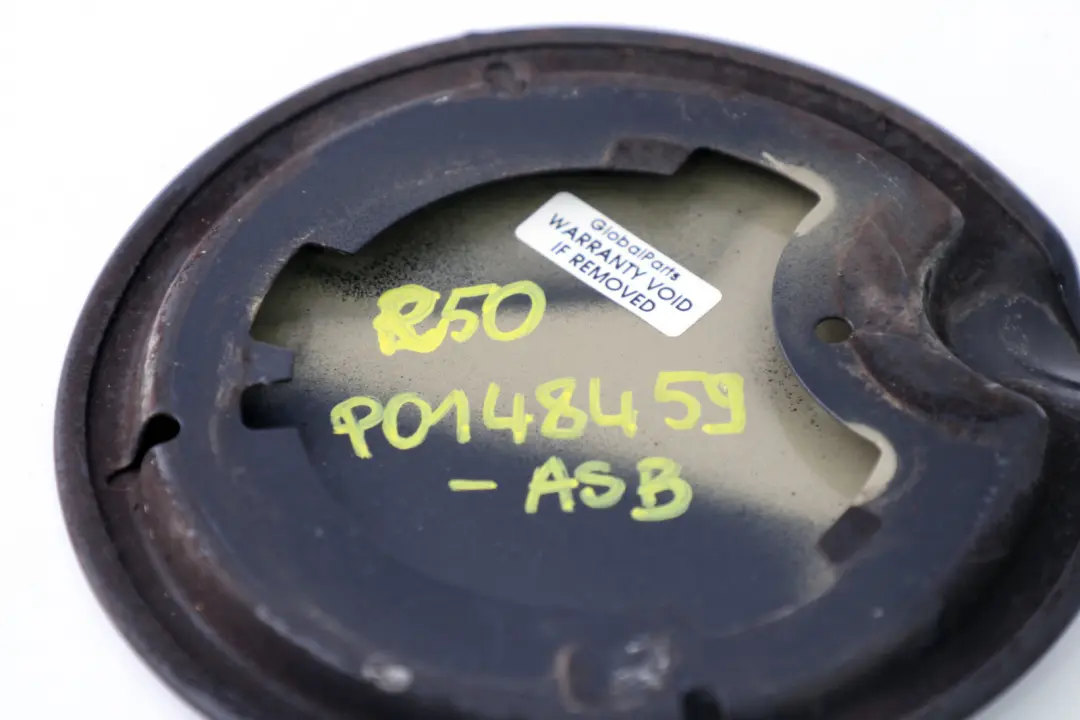 GlobalParts
WARRANTY VOID
IF REMOVED
R50
P0148459
-ASB